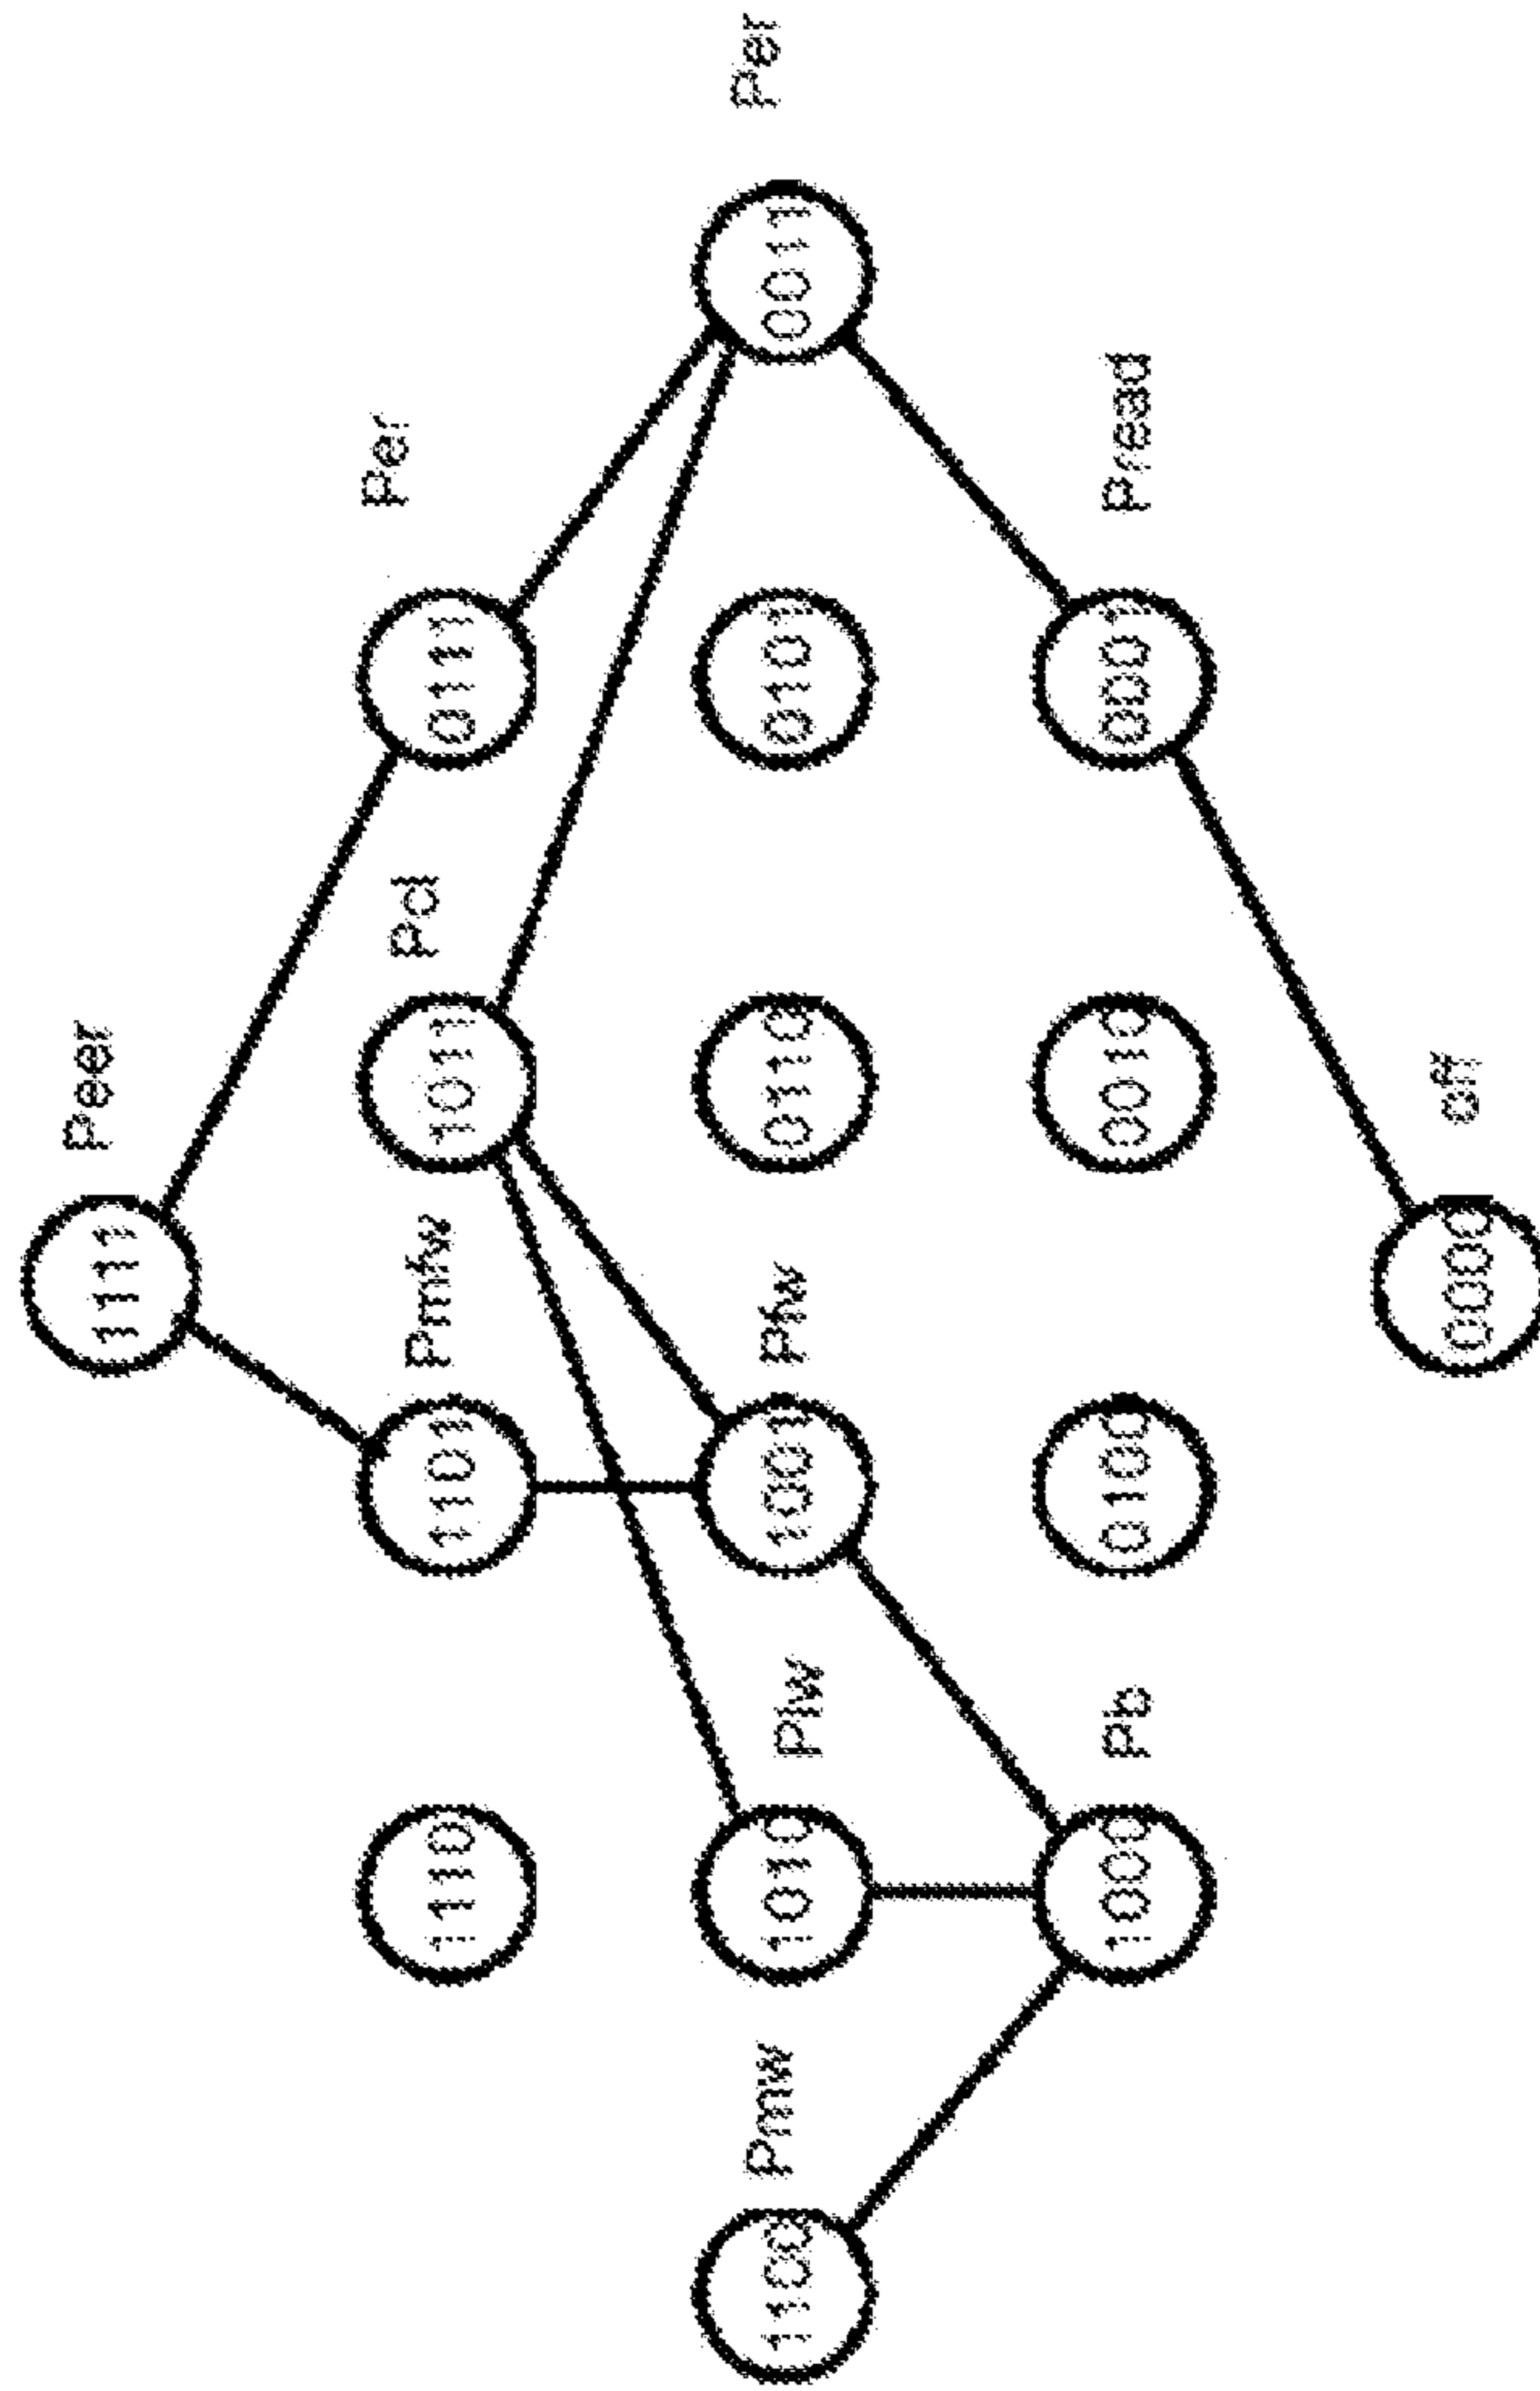 1111 Peer
1110 1101 Pmfw 1011 Pcl 0111 Per
1100 Pmw 1010 Plw 1001 Pfw 0110 0101 0011 Per
1000 Pb 0100 0010 0001 Pread
0000 off